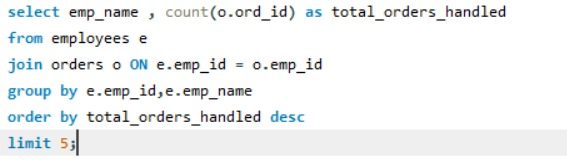 select emp_name , count(o.ord_id) as total_orders_handled
from employees e
join orders o ON e.emp_id = o.emp_id
group by e.emp_id,e.emp_name
order by total_orders_handled desc
limit 5;